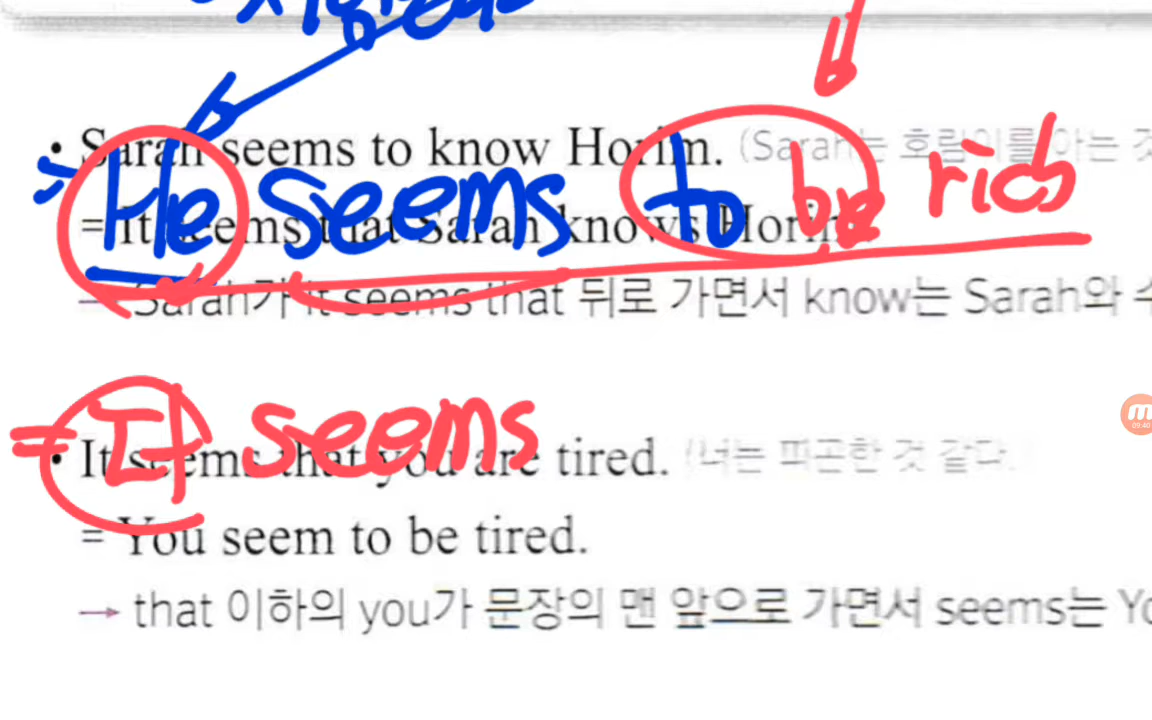 • Sarah seems to know Horim. (Sarah는 호림이를 아는 것
He seems to be rich
= It seems that Sarah knows Horim.
→ Sarah가 it seems that 뒤로 가면서 know는 Sarah와 수
= It seems
• It seems that you are tired. (너는 피곤한 것 같다.)
= You seem to be tired.
→ that 이하의 you가 문장의 맨 앞으로 가면서 seems는 Yo
09:40